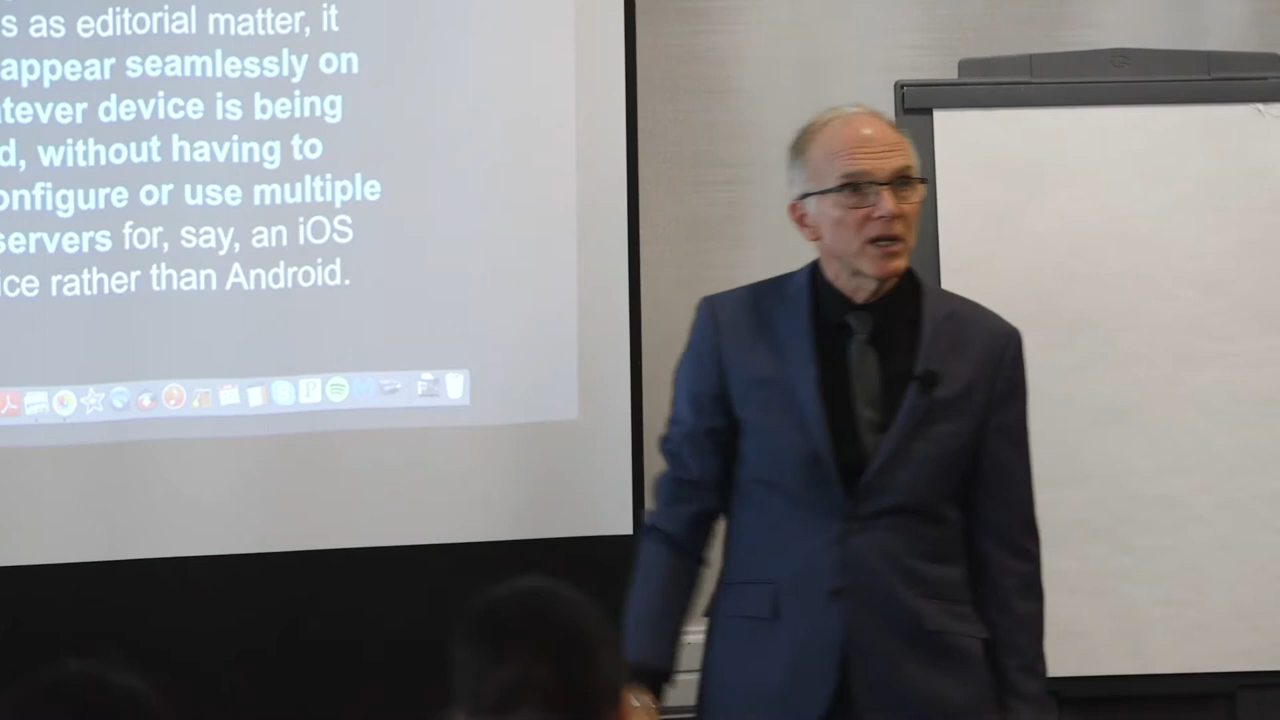 s as editorial matter, it
appear seamlessly on
tever device is being
d, without having to
onfigure or use multiple
servers for, say, an iOS
ice rather than Android.